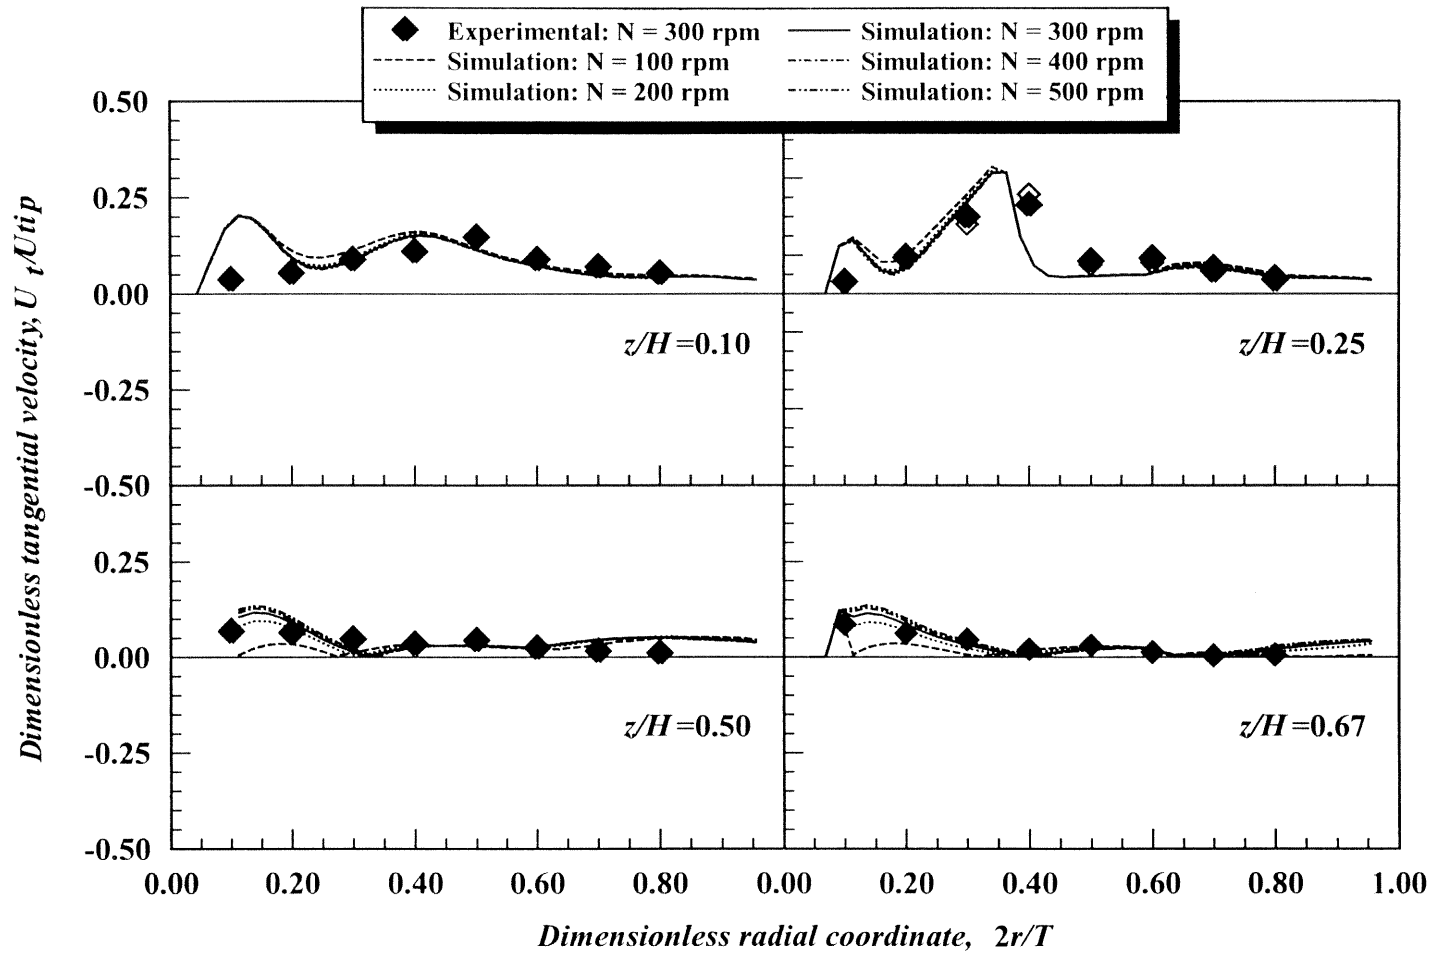 Experimental: N = 300 rpm
Simulation: N = 300 rpm
Simulation: N = 100 rpm
Simulation: N = 400 rpm
Simulation: N = 200 rpm
Simulation: N = 500 rpm
Dimensionless tangential velocity, U t/Utip
0.50
0.25
0.00
-0.25
-0.50
0.25
0.00
-0.25
-0.50
z/H=0.10
z/H=0.25
z/H=0.50
z/H=0.67
0.00 0.20 0.40 0.60 0.80 0.00 0.20 0.40 0.60 0.80 1.00
Dimensionless radial coordinate, 2r/T